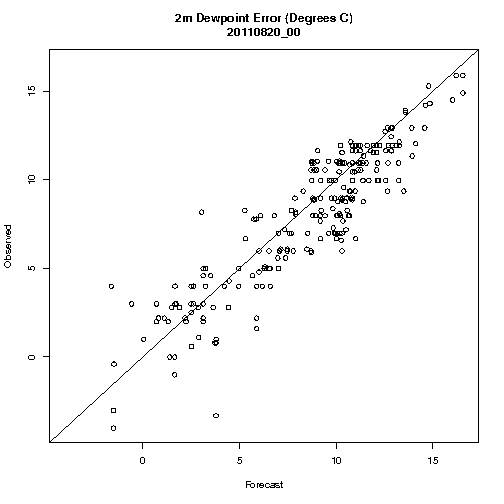 2m Dewpoint Error (Degrees C)
20110820_00
15
10
5
0
Observed
0 5 10 15
Forecast